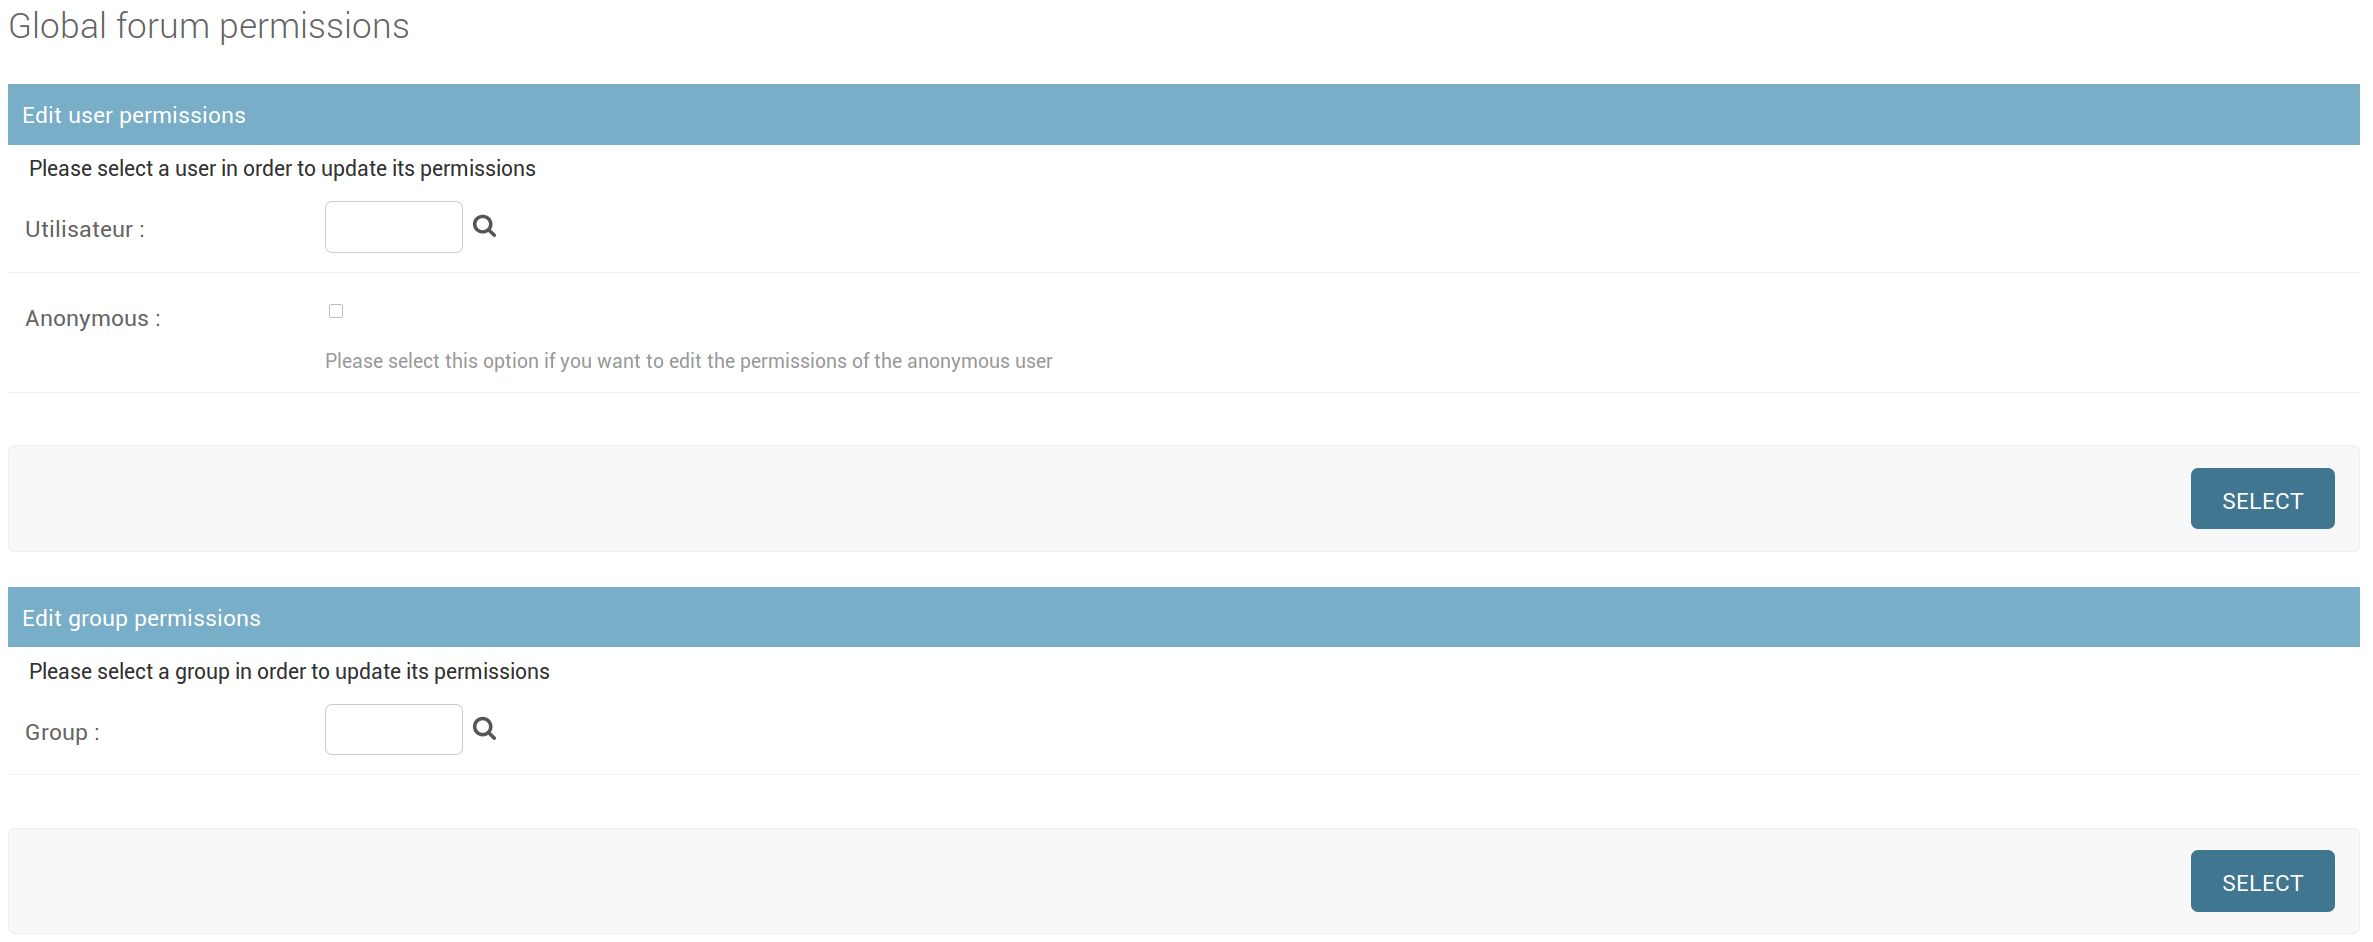 Global forum permissions
Edit user permissions
Please select a user in order to update its permissions
Utilisateur :
Anonymous :
Please select this option if you want to edit the permissions of the anonymous user
SELECT
Edit group permissions
Please select a group in order to update its permissions
Group :
SELECT